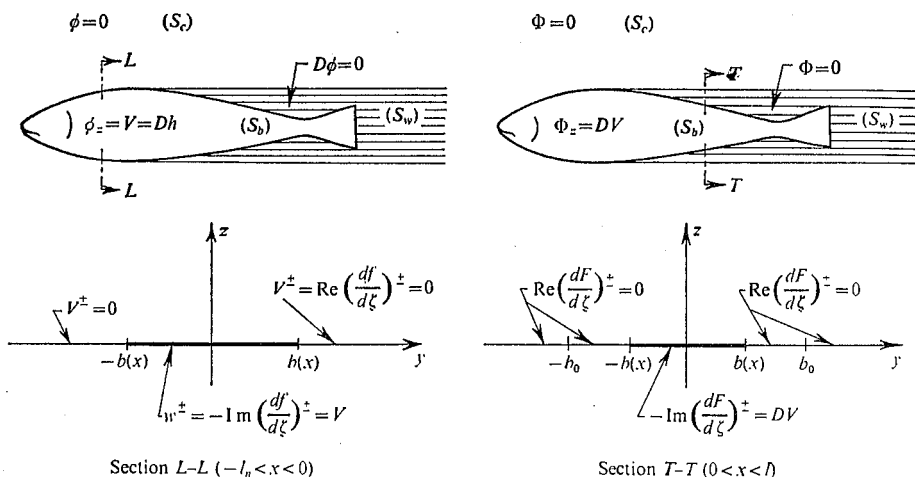 ϕ=0 (S_c)
L
Dϕ=0
ϕ_z=V=Dh
(S_b)
(S_w)
L
Φ=0 (S_c)
T
Φ=0
Φ_z=DV
(S_b)
(S_w)
T
z
V^±=0
V^±=Re(df/dζ)^±=0
−b(x)
b(x)
y
w^±=−Im(df/dζ)^±=V
Section L–L (−l_n<x<0)
z
Re(dF/dζ)^±=0
Re(dF/dζ)^±=0
−b_0
−b(x)
b(x)
b_0
y
−Im(dF/dζ)^±=DV
Section T–T (0<x<l)